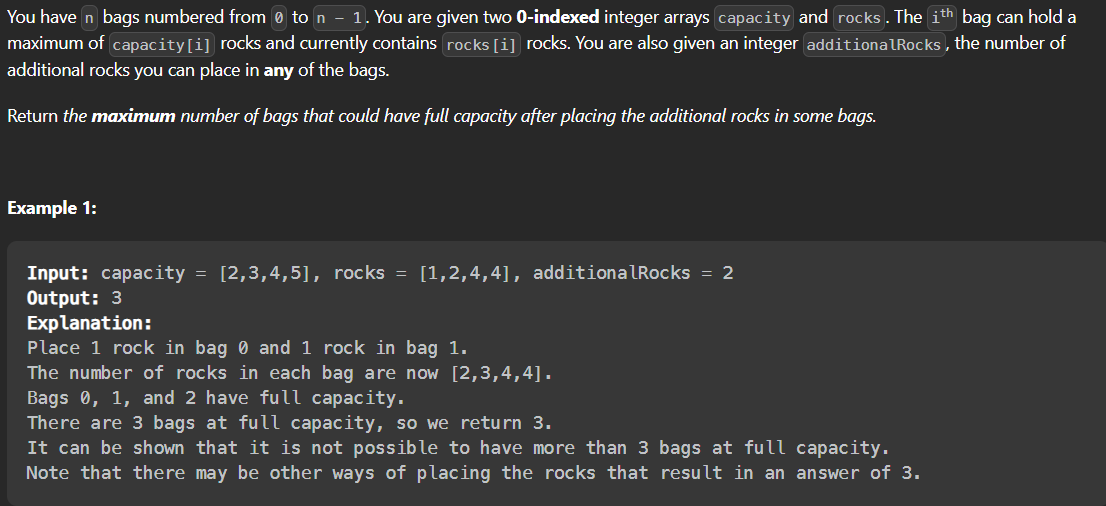 You have n bags numbered from 0 to n - 1. You are given two 0-indexed integer arrays capacity and rocks. The ith bag can hold a
maximum of capacity[i] rocks and currently contains rocks[i] rocks. You are also given an integer additionalRocks, the number of
additional rocks you can place in any of the bags.
Return the maximum number of bags that could have full capacity after placing the additional rocks in some bags.
Example 1:
Input: capacity = [2,3,4,5], rocks = [1,2,4,4], additionalRocks = 2
Output: 3
Explanation:
Place 1 rock in bag 0 and 1 rock in bag 1.
The number of rocks in each bag are now [2,3,4,4].
Bags 0, 1, and 2 have full capacity.
There are 3 bags at full capacity, so we return 3.
It can be shown that it is not possible to have more than 3 bags at full capacity.
Note that there may be other ways of placing the rocks that result in an answer of 3.